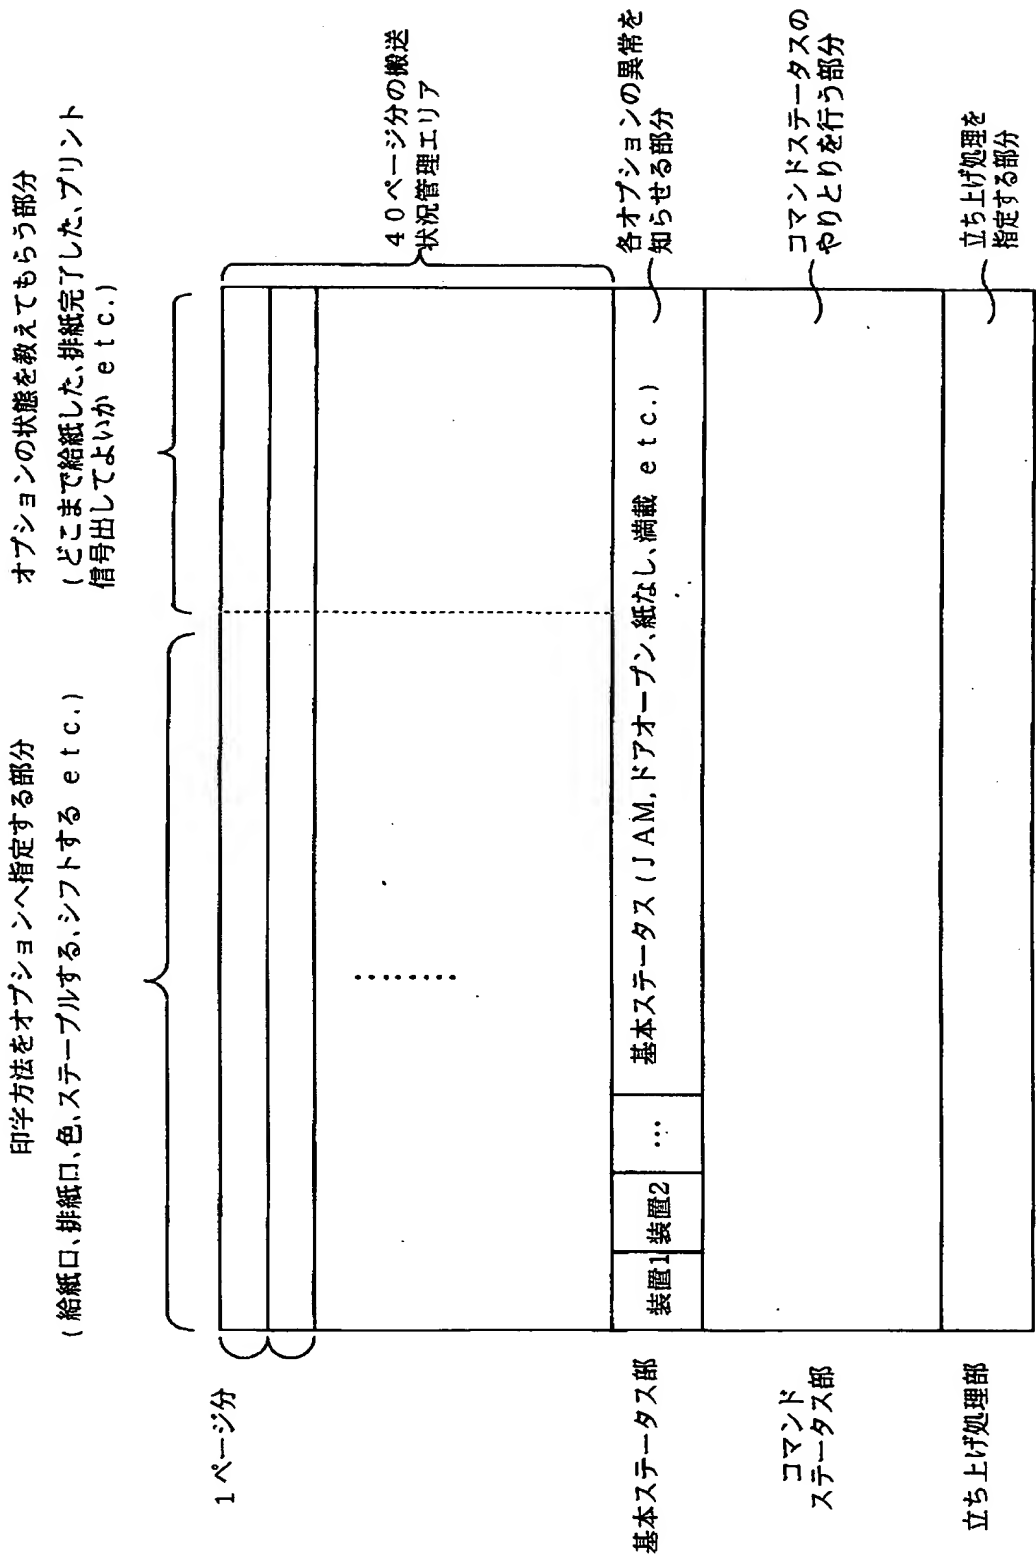 印字方法をオプションへ指定する部分
(給紙口、排紙口、色、ステープルする、シフトする etc.)
オプションの状態を教えてもらう部分
(どこまで給紙した、排紙完了した、プリント
信号出してよいか etc.)
1ページ分
40ページ分の搬送
状況管理エリア
基本ステータス部
装置1
装置2
…
基本ステータス(JAM,ドアオープン、紙なし、満載 etc.)
各オプションの異常を
知らせる部分
コマンド
ステータス部
コマンドステータスの
やりとりを行う部分
立ち上げ処理部
立ち上げ処理を
指定する部分